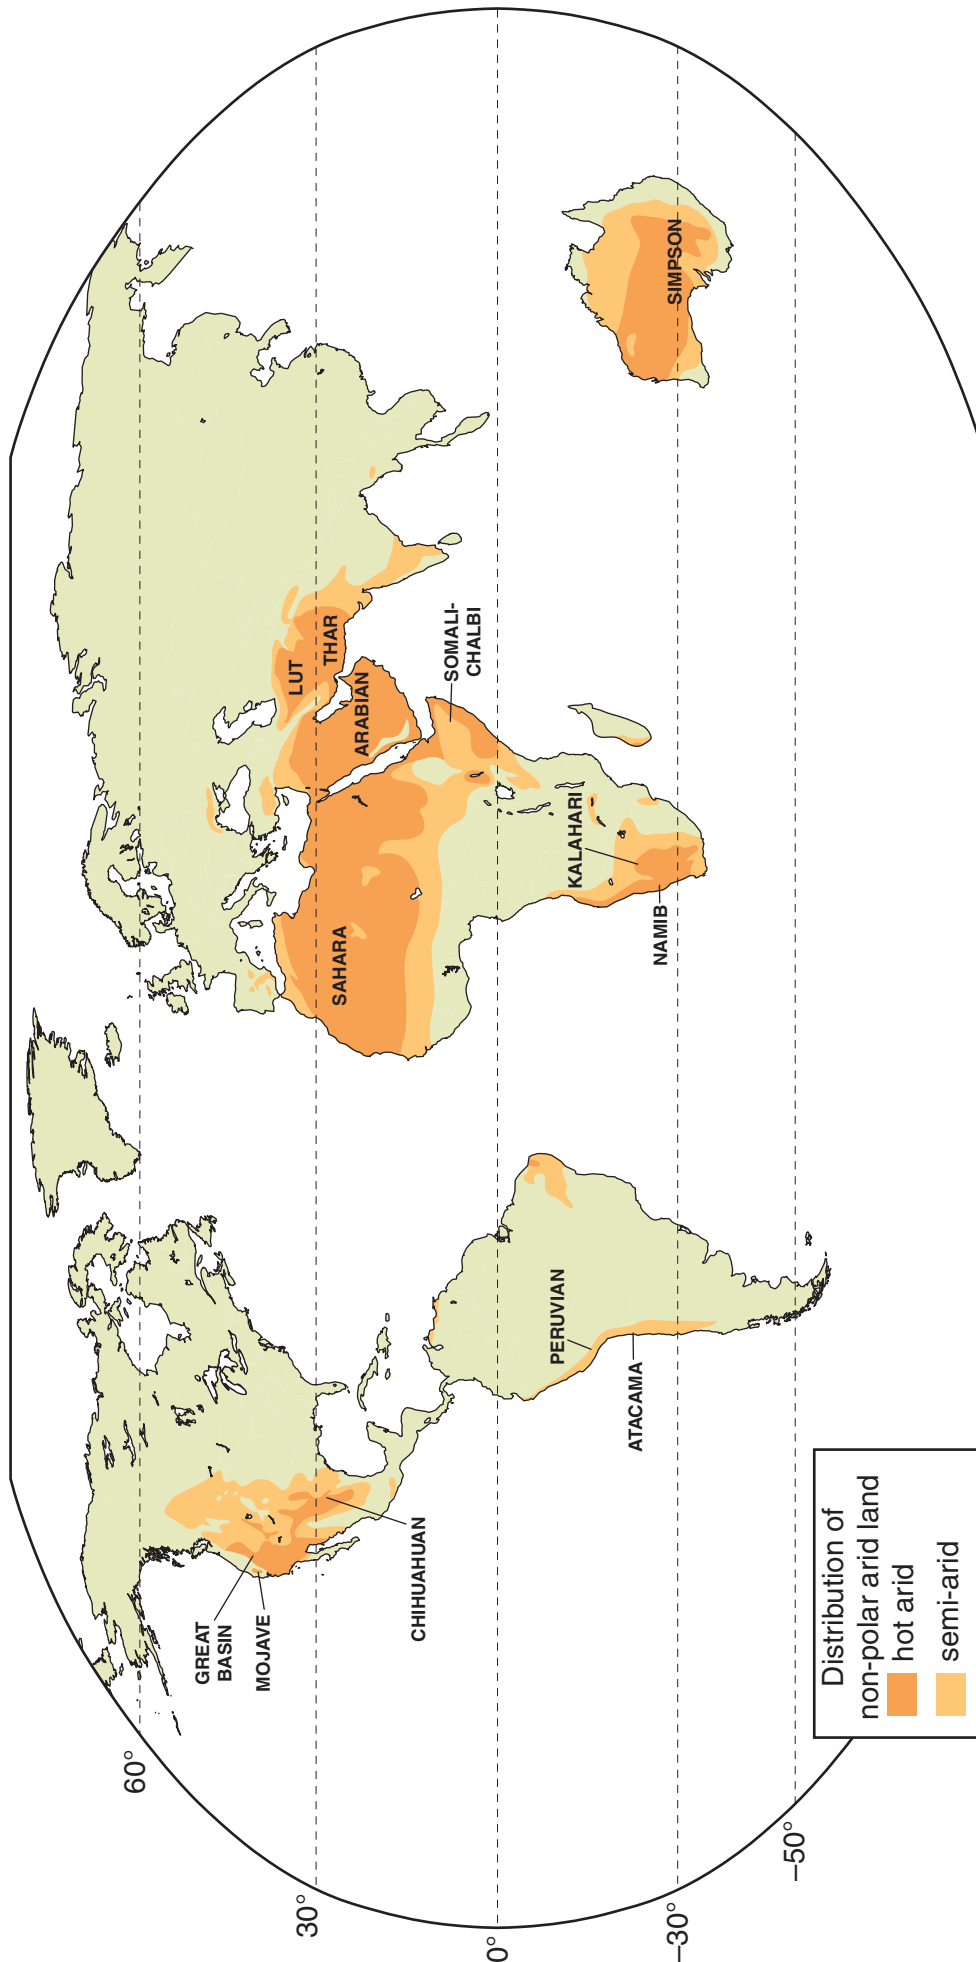 60°
30°
0°
–30°
–50°
GREAT
BASIN
MOJAVE
CHIHUAHUAN
PERUVIAN
ATACAMA
SAHARA
ARABIAN
LUT
THAR
SOMALI-
CHALBI
KALAHARI
NAMIB
SIMPSON
Distribution of
non-polar arid land
hot arid
semi-arid